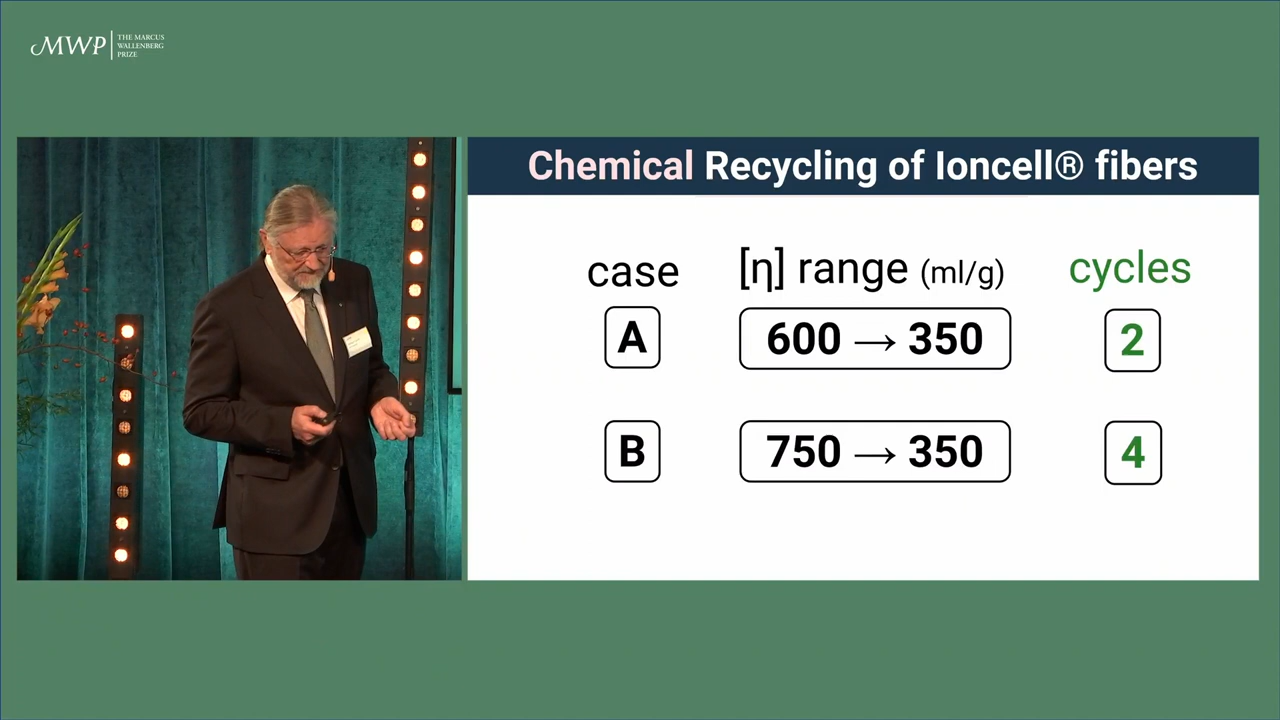 MWP
THE MARCUS
WALLENBERG
PRIZE
Chemical Recycling of Ioncell® fibers
case [η] range (ml/g) cycles
A 600 → 350 2
B 750 → 350 4